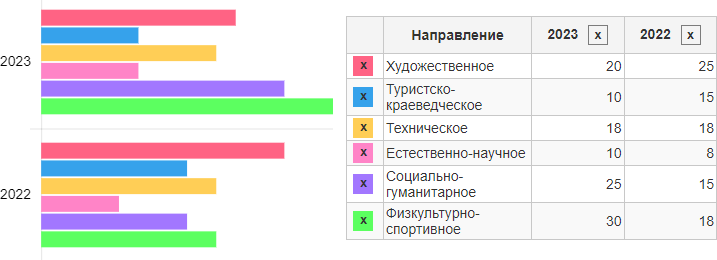 2023
2022
Направление 2023 x 2022 x
x Художественное 20 25
x Туристско-
краеведческое 10 15
x Техническое 18 18
x Естественно-научное 10 8
x Социально-
гуманитарное 25 15
x Физкультурно-
спортивное 30 18